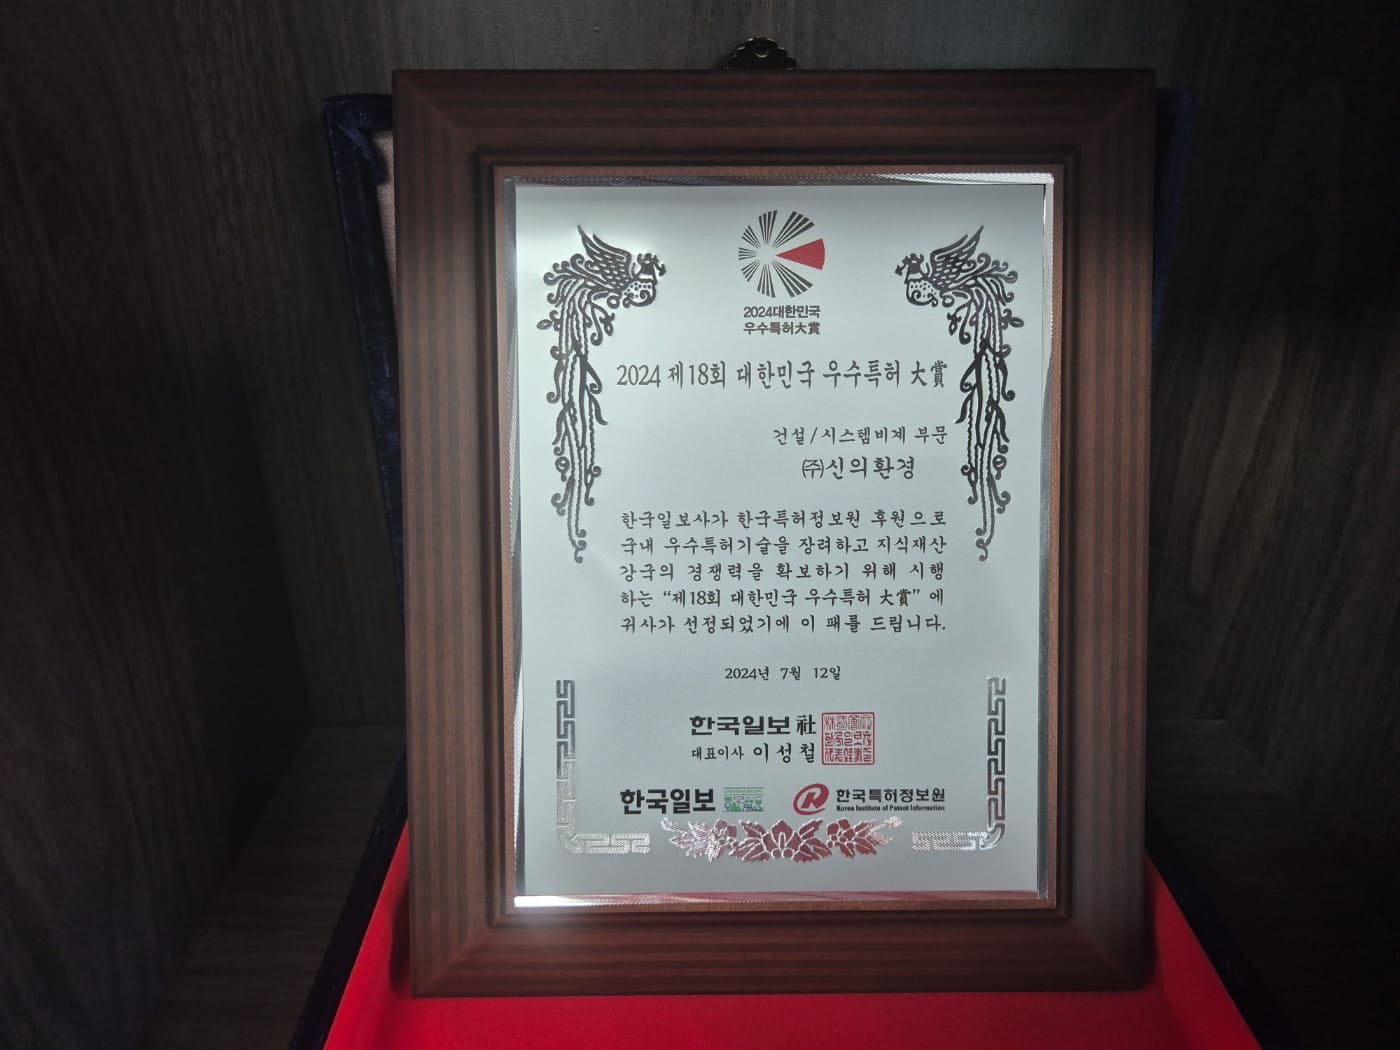 2024대한민국
우수특허大賞
2024 제18회 대한민국 우수특허 大賞
건설/시스템비계 부문
㈜신의환경
한국일보사가 한국특허정보원 후원으로
국내 우수특허기술을 장려하고 지식재산
강국의 경쟁력을 확보하기 위해 시행
하는 “제18회 대한민국 우수특허 大賞” 에
귀사가 선정되었기에 이 패를 드립니다.
2024년 7월 12일
한국일보社
대표이사 이성철
한국일보
한국특허정보원
Korea Institute of Patent Information